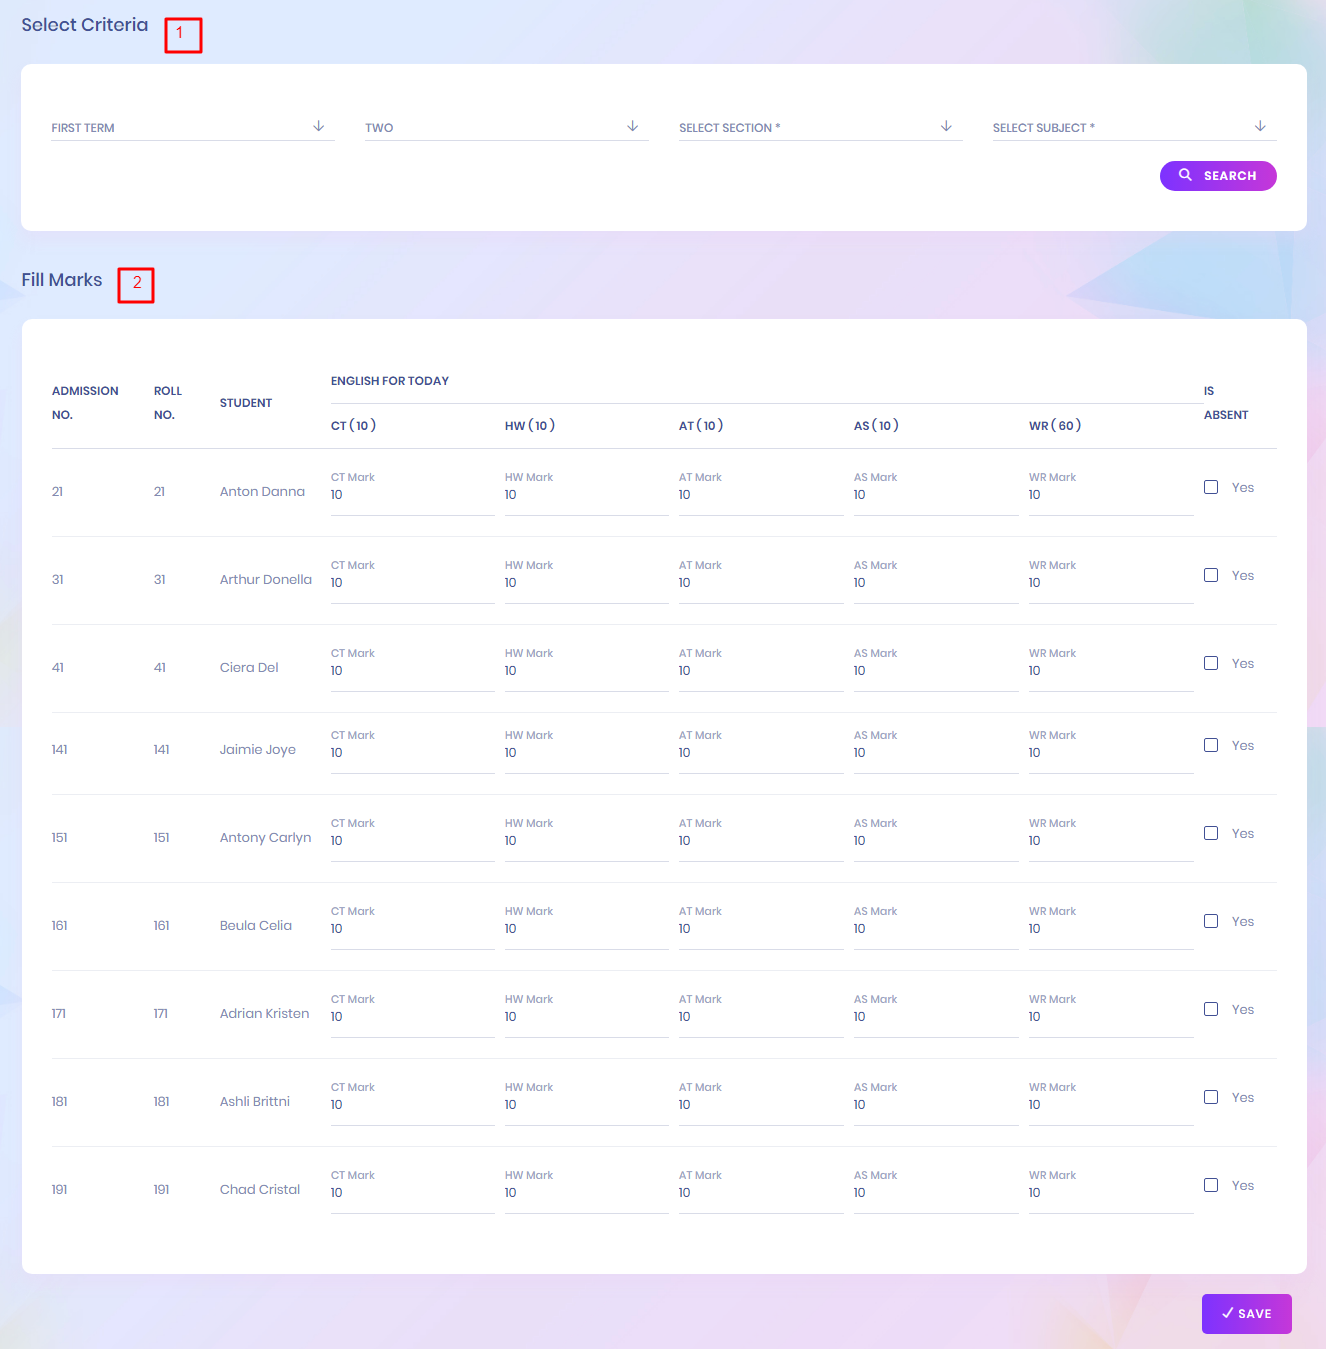 Select Criteria 1
FIRST TERM TWO SELECT SECTION * SELECT SUBJECT *
SEARCH
Fill Marks 2
ENGLISH FOR TODAY
ADMISSION NO. ROLL NO. STUDENT IS ABSENT
CT ( 10 ) HW ( 10 ) AT ( 10 ) AS ( 10 ) WR ( 60 )
CT Mark HW Mark AT Mark AS Mark WR Mark
21 21 Anton Danna 10 10 10 10 10 Yes
CT Mark HW Mark AT Mark AS Mark WR Mark
31 31 Arthur Donella 10 10 10 10 10 Yes
CT Mark HW Mark AT Mark AS Mark WR Mark
41 41 Ciera Del 10 10 10 10 10 Yes
CT Mark HW Mark AT Mark AS Mark WR Mark
141 141 Jaimie Joye 10 10 10 10 10 Yes
CT Mark HW Mark AT Mark AS Mark WR Mark
151 151 Antony Carlyn 10 10 10 10 10 Yes
CT Mark HW Mark AT Mark AS Mark WR Mark
161 161 Beula Celia 10 10 10 10 10 Yes
CT Mark HW Mark AT Mark AS Mark WR Mark
171 171 Adrian Kristen 10 10 10 10 10 Yes
CT Mark HW Mark AT Mark AS Mark WR Mark
181 181 Ashli Brittni 10 10 10 10 10 Yes
CT Mark HW Mark AT Mark AS Mark WR Mark
191 191 Chad Cristal 10 10 10 10 10 Yes
SAVE